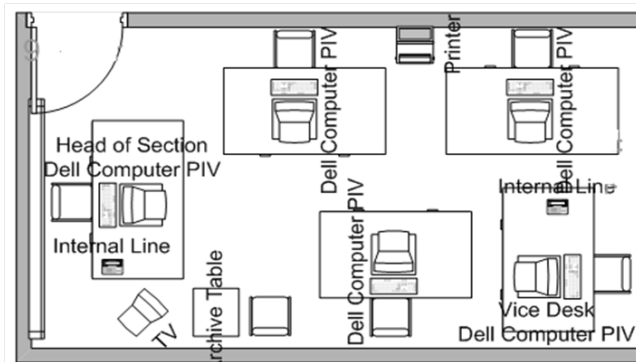 Dell Computer PIV
Printer
Dell Computer PIV
Head of Section
Dell Computer PIV
Internal Line
Internal Line
Dell Computer PIV
Vice Desk
Dell Computer PIV
TV
Archive Table